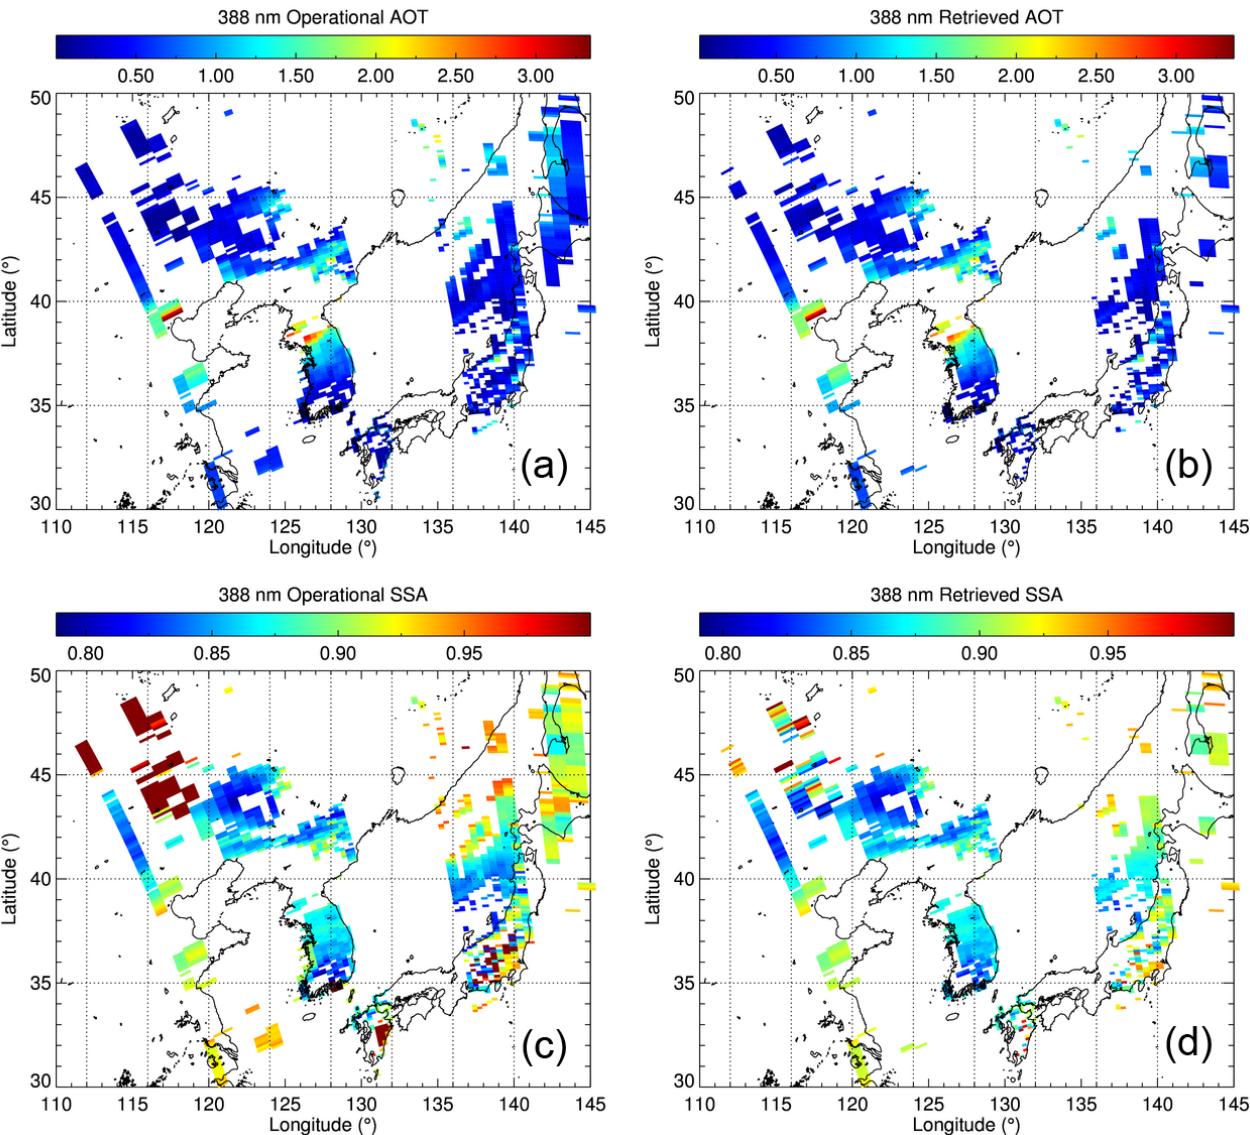 388 nm Operational AOT
0.50 1.00 1.50 2.00 2.50 3.00
50
45
40
35
30
Latitude (°)
(a)
110 115 120 125 130 135 140 145
Longitude (°)
388 nm Retrieved AOT
0.50 1.00 1.50 2.00 2.50 3.00
50
45
40
35
30
Latitude (°)
(b)
110 115 120 125 130 135 140 145
Longitude (°)
388 nm Operational SSA
0.80 0.85 0.90 0.95
50
45
40
35
30
Latitude (°)
(c)
110 115 120 125 130 135 140 145
Longitude (°)
388 nm Retrieved SSA
0.80 0.85 0.90 0.95
50
45
40
35
30
Latitude (°)
(d)
110 115 120 125 130 135 140 145
Longitude (°)